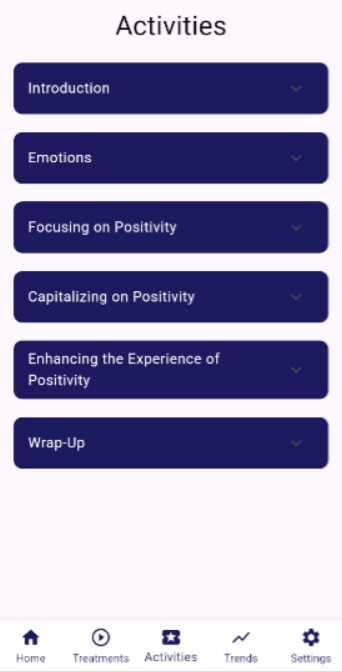 Activities
Introduction
Emotions
Focusing on Positivity
Capitalizing on Positivity
Enhancing the Experience of
Positivity
Wrap-Up
Home
Treatments
Activities
Trends
Settings